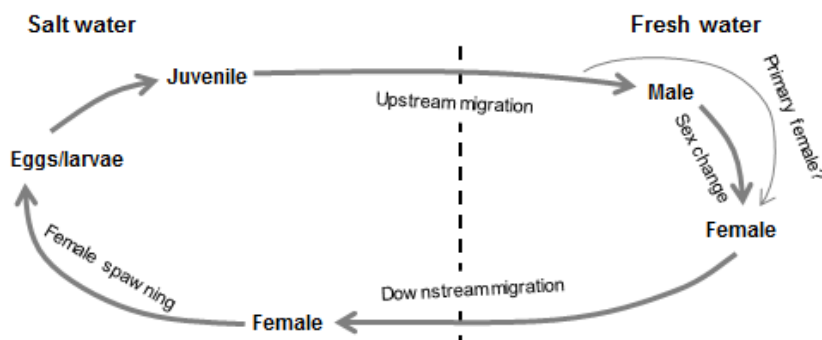 Salt water
Fresh water
Juvenile
Upstream migration
Male
Primary female?
Sex change
Eggs/larvae
Female
Female spawning
Downstream migration
Female